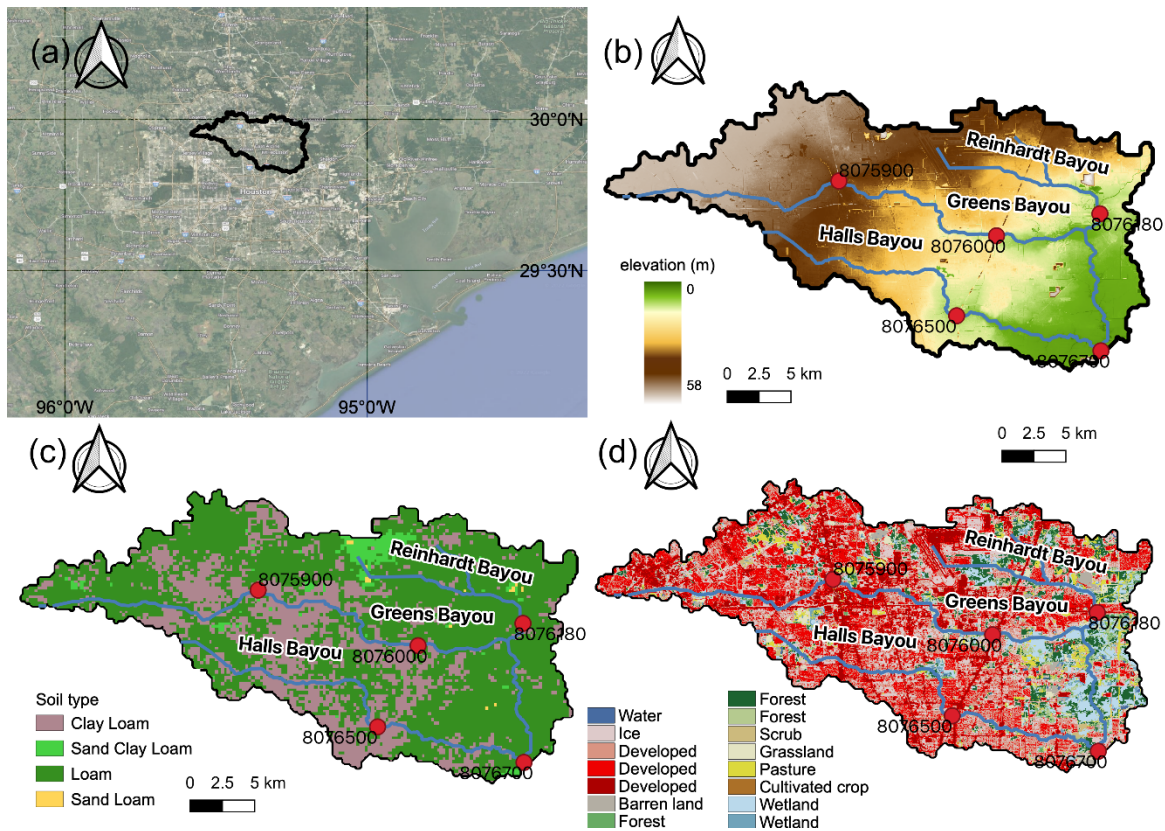 (a)
30°0'N
Houston
29°30'N
96°0'W
95°0'W
(b)
Reinhardt Bayou
8075900
Greens Bayou
8076180
Halls Bayou
8076000
elevation (m)
0
8076500
8076700
58
0 2.5 5 km
(c)
Reinhardt Bayou
8075900
Greens Bayou
8076180
Halls Bayou
8076000
8076500
8076700
Soil type
Clay Loam
Sand Clay Loam
Loam
Sand Loam
0 2.5 5 km
(d)
0 2.5 5 km
Reinhardt Bayou
8075900
Greens Bayou
8076180
Halls Bayou
8076000
8076500
8076700
Water
Ice
Developed
Developed
Developed
Barren land
Forest
Forest
Forest
Scrub
Grassland
Pasture
Cultivated crop
Wetland
Wetland